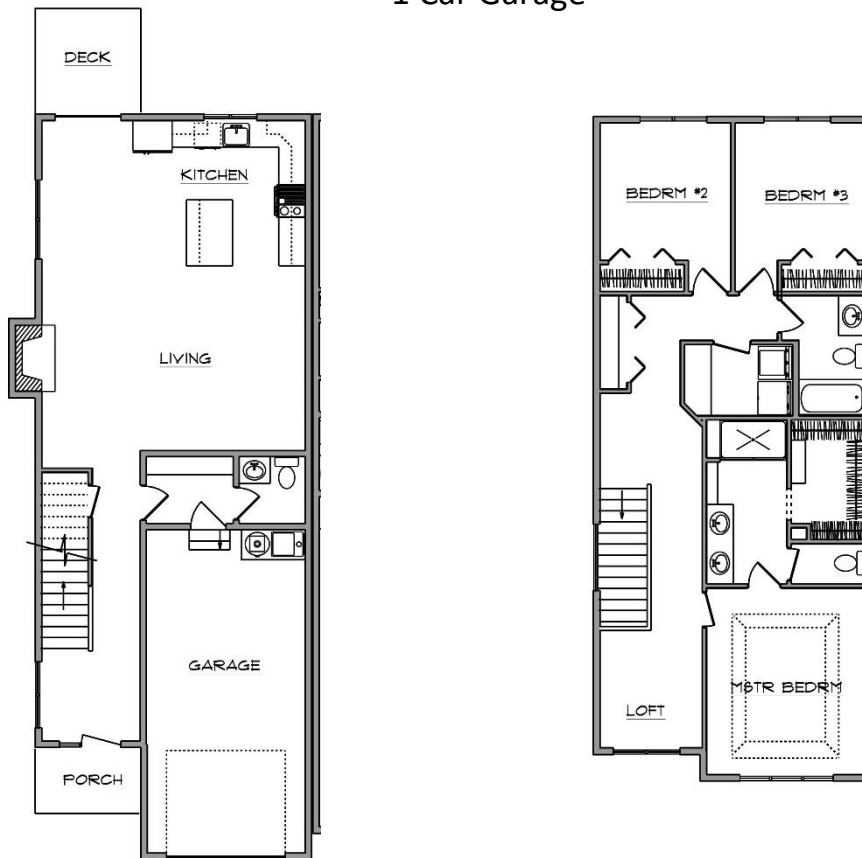 1 Car Garage
DECK
KITCHEN
LIVING
GARAGE
PORCH
BEDRM #2
BEDRM #3
MSTR BEDRM
LOFT